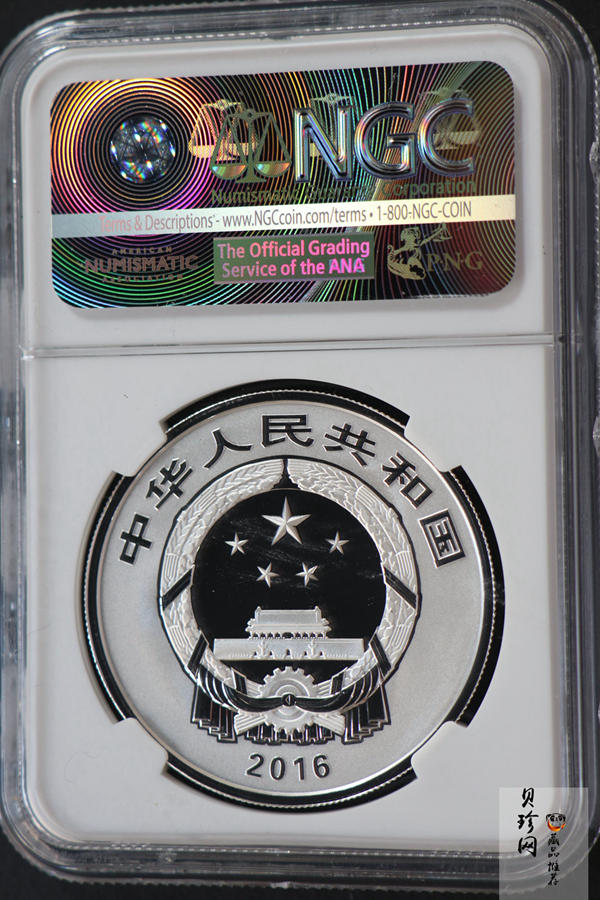 NGC
Numismatic Guaranty Corporation
Terms & Descriptions - www.NGCcoin.com/terms • 1-800-NGC-COIN
AMERICAN
NUMISMATIC
ASSOCIATION
The Official Grading
Service of the ANA
PNG
中华人民共和国
2016
贝珍网
藏品推荐